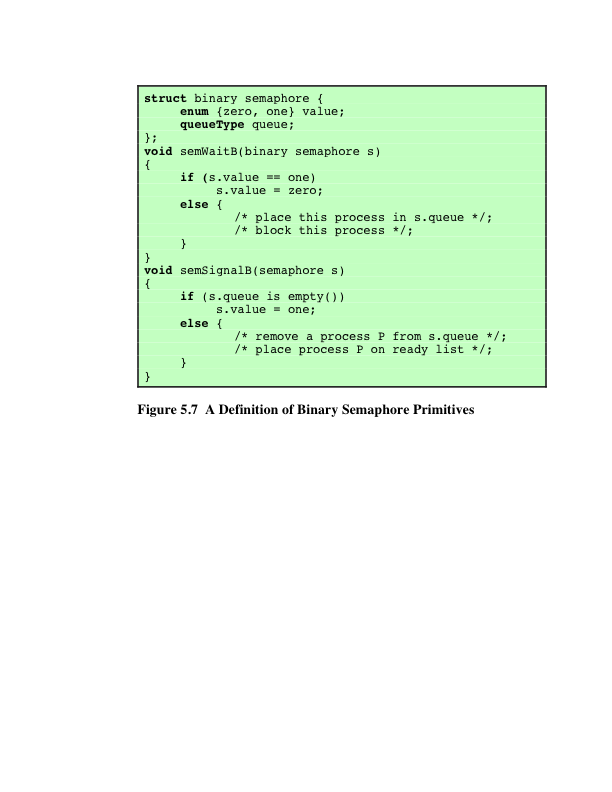 struct binary semaphore {
     enum {zero, one} value;
     queueType queue;
};
void semWaitB(binary semaphore s)
{
     if (s.value == one)
          s.value = zero;
     else {
            /* place this process in s.queue */;
            /* block this process */;
     }
}
void semSignalB(semaphore s)
{
     if (s.queue is empty())
          s.value = one;
     else {
            /* remove a process P from s.queue */;
            /* place process P on ready list */;
     }
}
Figure 5.7 A Definition of Binary Semaphore Primitives